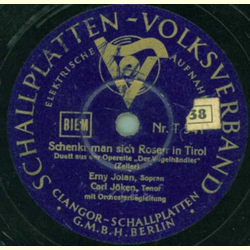 SCHALLPLATTEN - VOLKSVERBAND
ELEKTRISCHE AUFNAHME
BIEM
Nr. T
38
Schenkt man sich Rosen in Tirol
Duett aus der Operette „Der Vogelhändler"
(Zeller)
Erny Jolan, Sopran
Carl Jöken, Tenor
mit Orchesterbegleitung
CLANGOR-SCHALLPLATTEN
G.M.B.H. BERLIN